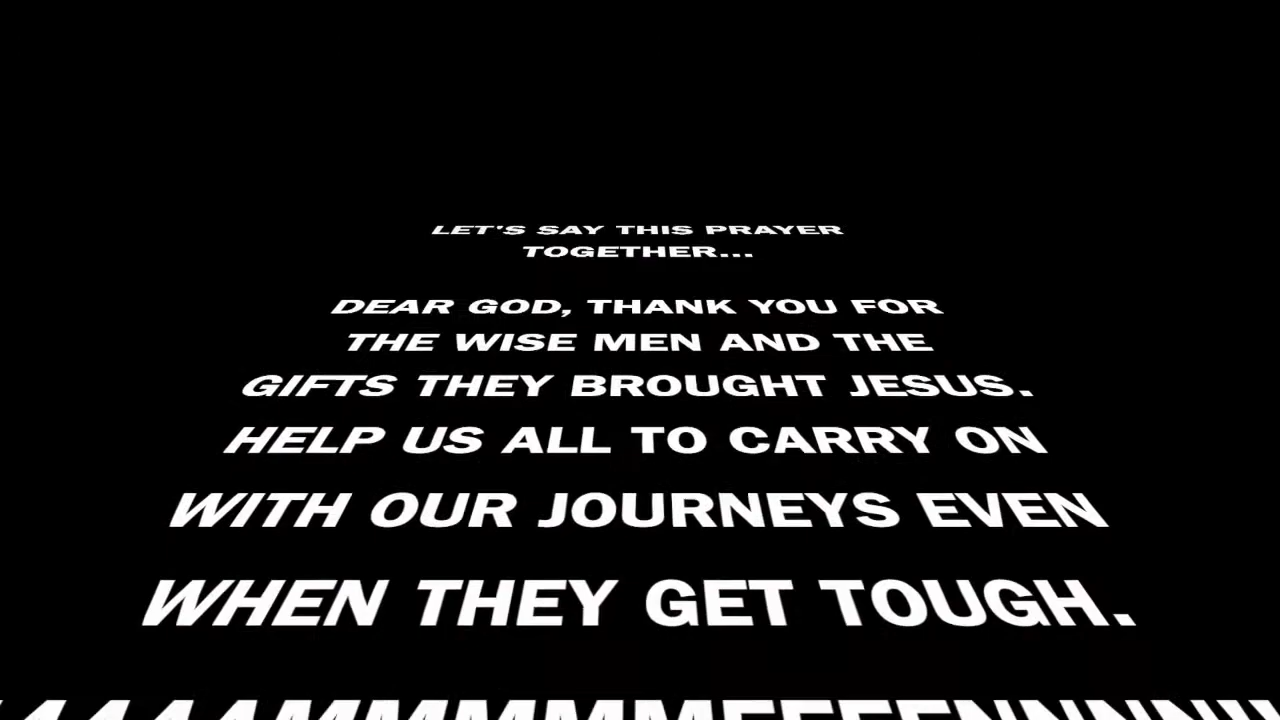 LET'S SAY THIS PRAYER
TOGETHER...
DEAR GOD, THANK YOU FOR
THE WISE MEN AND THE
GIFTS THEY BROUGHT JESUS.
HELP US ALL TO CARRY ON
WITH OUR JOURNEYS EVEN
WHEN THEY GET TOUGH.